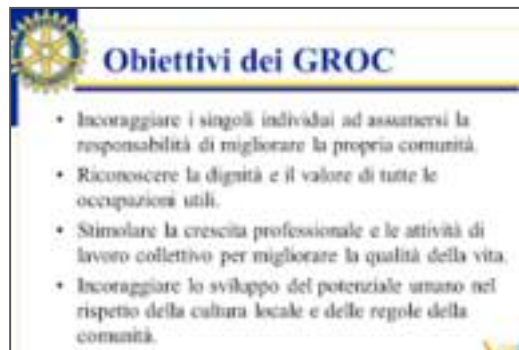 Obiettivi dei GROC
• Incoraggiare i singoli individui ad assumersi la
responsabilità di migliorare la propria comunità.
• Riconoscere la dignità e il valore di tutte le
occupazioni utili.
• Stimolare la crescita professionale e le attività di
lavoro collettivo per migliorare la qualità della vita.
• Incoraggiare lo sviluppo del potenziale umano nel
rispetto della cultura locale e delle regole della
comunità.